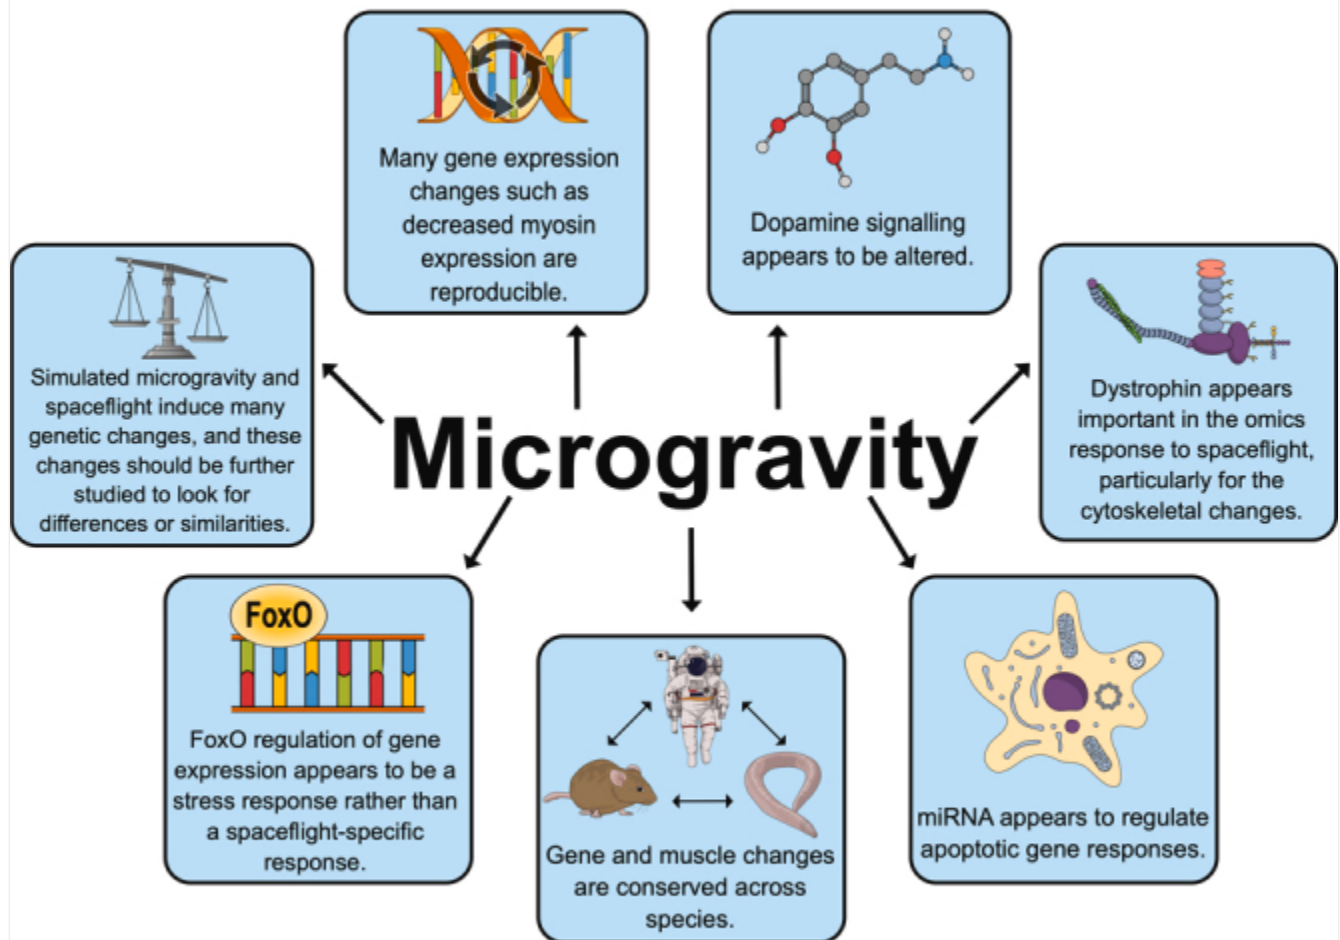 Many gene expression
changes such as
decreased myosin
expression are
reproducible.
Dopamine signalling
appears to be altered.
Simulated microgravity and
spaceflight induce many
genetic changes, and these
changes should be further
studied to look for
differences or similarities.
Dystrophin appears
important in the omics
response to spaceflight,
particularly for the
cytoskeletal changes.
Microgravity
FoxO
FoxO regulation of gene
expression appears to be a
stress response rather than
a spaceflight-specific
response.
Gene and muscle changes
are conserved across
species.
miRNA appears to regulate
apoptotic gene responses.